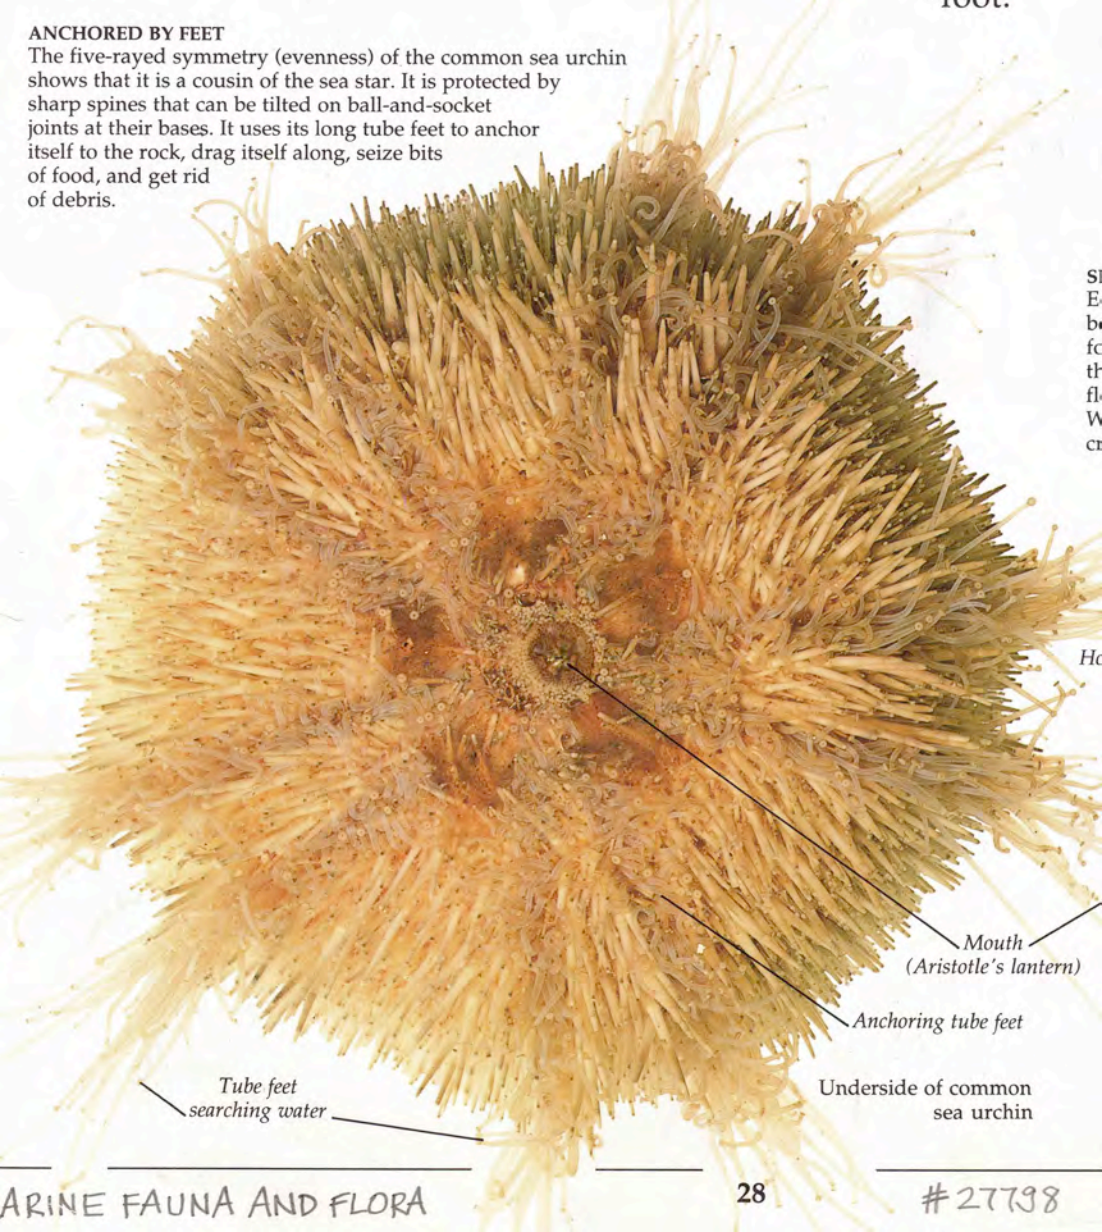 foot.
ANCHORED BY FEET
The five-rayed symmetry (evenness) of the common sea urchin
shows that it is a cousin of the sea star. It is protected by
sharp spines that can be tilted on ball-and-socket
joints at their bases. It uses its long tube feet to anchor
itself to the rock, drag itself along, seize bits
of food, and get rid
of debris.
Mouth
(Aristotle's lantern)
Anchoring tube feet
Tube feet
searching water
Underside of common
sea urchin
ARINE FAUNA AND FLORA
28
#27798